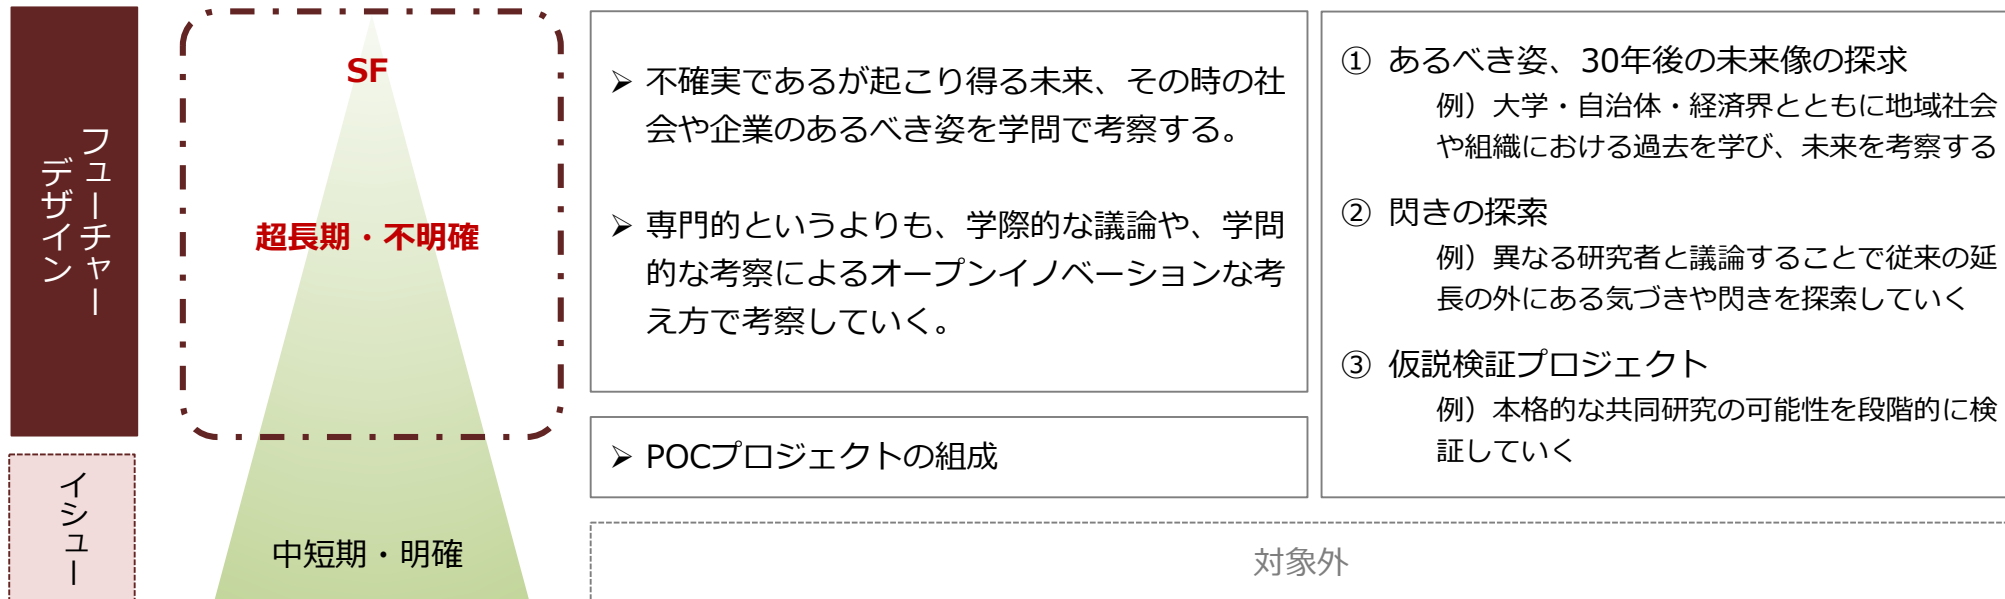 フューチャー
デザイン
イシュー
SF
超長期・不明確
中短期・明確
➢ 不確実であるが起こり得る未来、その時の社
会や企業のあるべき姿を学問で考察する。
➢ 専門的というよりも、学際的な議論や、学問
的な考察によるオープンイノベーションな考
え方で考察していく。
➢ POCプロジェクトの組成
① あるべき姿、30年後の未来像の探求
例）大学・自治体・経済界とともに地域社会
や組織における過去を学び、未来を考察する
② 閃きの探索
例）異なる研究者と議論することで従来の延
長の外にある気づきや閃きを探索していく
③ 仮説検証プロジェクト
例）本格的な共同研究の可能性を段階的に検
証していく
対象外